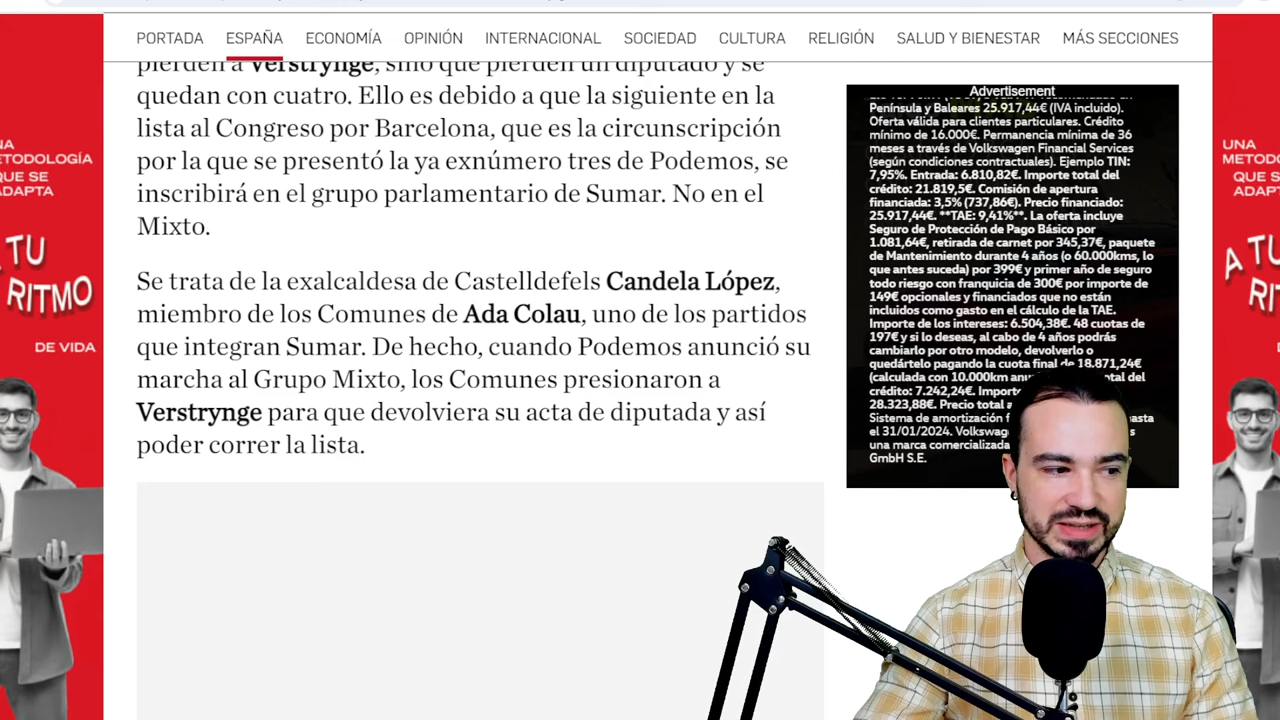 PORTADA ESPAÑA ECONOMÍA OPINIÓN INTERNACIONAL SOCIEDAD CULTURA RELIGIÓN SALUD Y BIENESTAR MÁS SECCIONES
pierden a Verstrynge, sino que pierden un diputado y se
quedan con cuatro. Ello es debido a que la siguiente en la
lista al Congreso por Barcelona, que es la circunscripción
por la que se presentó la ya exnúmero tres de Podemos, se
inscribirá en el grupo parlamentario de Sumar. No en el
Mixto.
Se trata de la exalcaldesa de Castelldefels Candela López,
miembro de los Comunes de Ada Colau, uno de los partidos
que integran Sumar. De hecho, cuando Podemos anunció su
marcha al Grupo Mixto, los Comunes presionaron a
Verstrynge para que devolviera su acta de diputada y así
poder correr la lista.
Advertisement
Península y Baleares 25.917,44€ (IVA incluido).
Oferta válida para clientes particulares. Crédito
mínimo de 16.000€. Permanencia mínima de 36
meses a través de Volkswagen Financial Services
(según condiciones contractuales). Ejemplo TIN:
7,95%. Entrada: 6.810,82€. Importe total del
crédito: 21.819,5€. Comisión de apertura
financiada: 3,5% (737,86€). Precio financiado:
25.917,44€. **TAE: 9,41%**. La oferta incluye
Seguro de Protección de Pago Básico por
1.081,64€, retirada de carnet por 345,37€, paquete
de Mantenimiento durante 4 años (o 60.000kms, lo
que antes suceda) por 399€ y primer año de seguro
todo riesgo con franquicia de 300€ por importe de
149€ opcionales y financiados que no están
incluidos como gasto en el cálculo de la TAE.
Importe de los intereses: 6.504,38€. 48 cuotas de
197€ y si lo deseas, al cabo de 4 años podrás
cambiarlo por otro modelo, devolverlo o
quedártelo pagando la cuota final de 18.871,24€
(calculada con 10.000km total del
crédito: 7.242,24€.
28.323,88€. Precio total
Sistema de amortización hasta
el 31/01/2024.
una marca comercializada
GmbH S.E.
QUE SE
TU
RITMO
DE VIDA
UNA
A TU